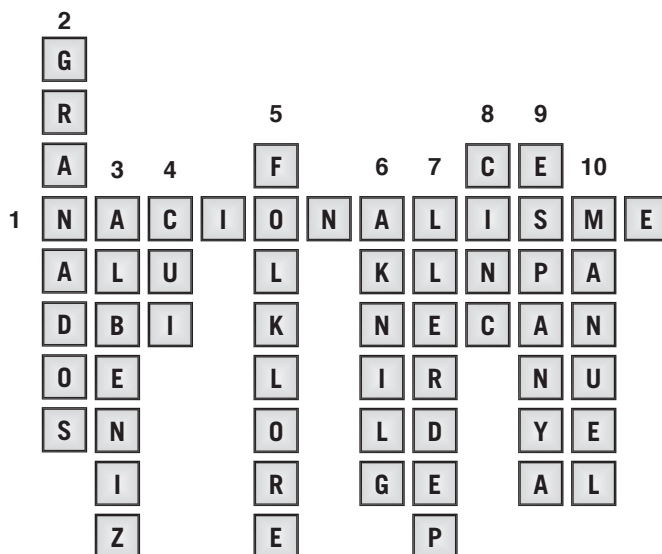 2
G
R 5 8 9
A 3 4 F 6 7 C E 10
1 N A C I O N A L I S M E
A L U L K L N P A
D B I K N E C A N
O E L I R N U
S N O L D Y E
I R G E A L
Z E P